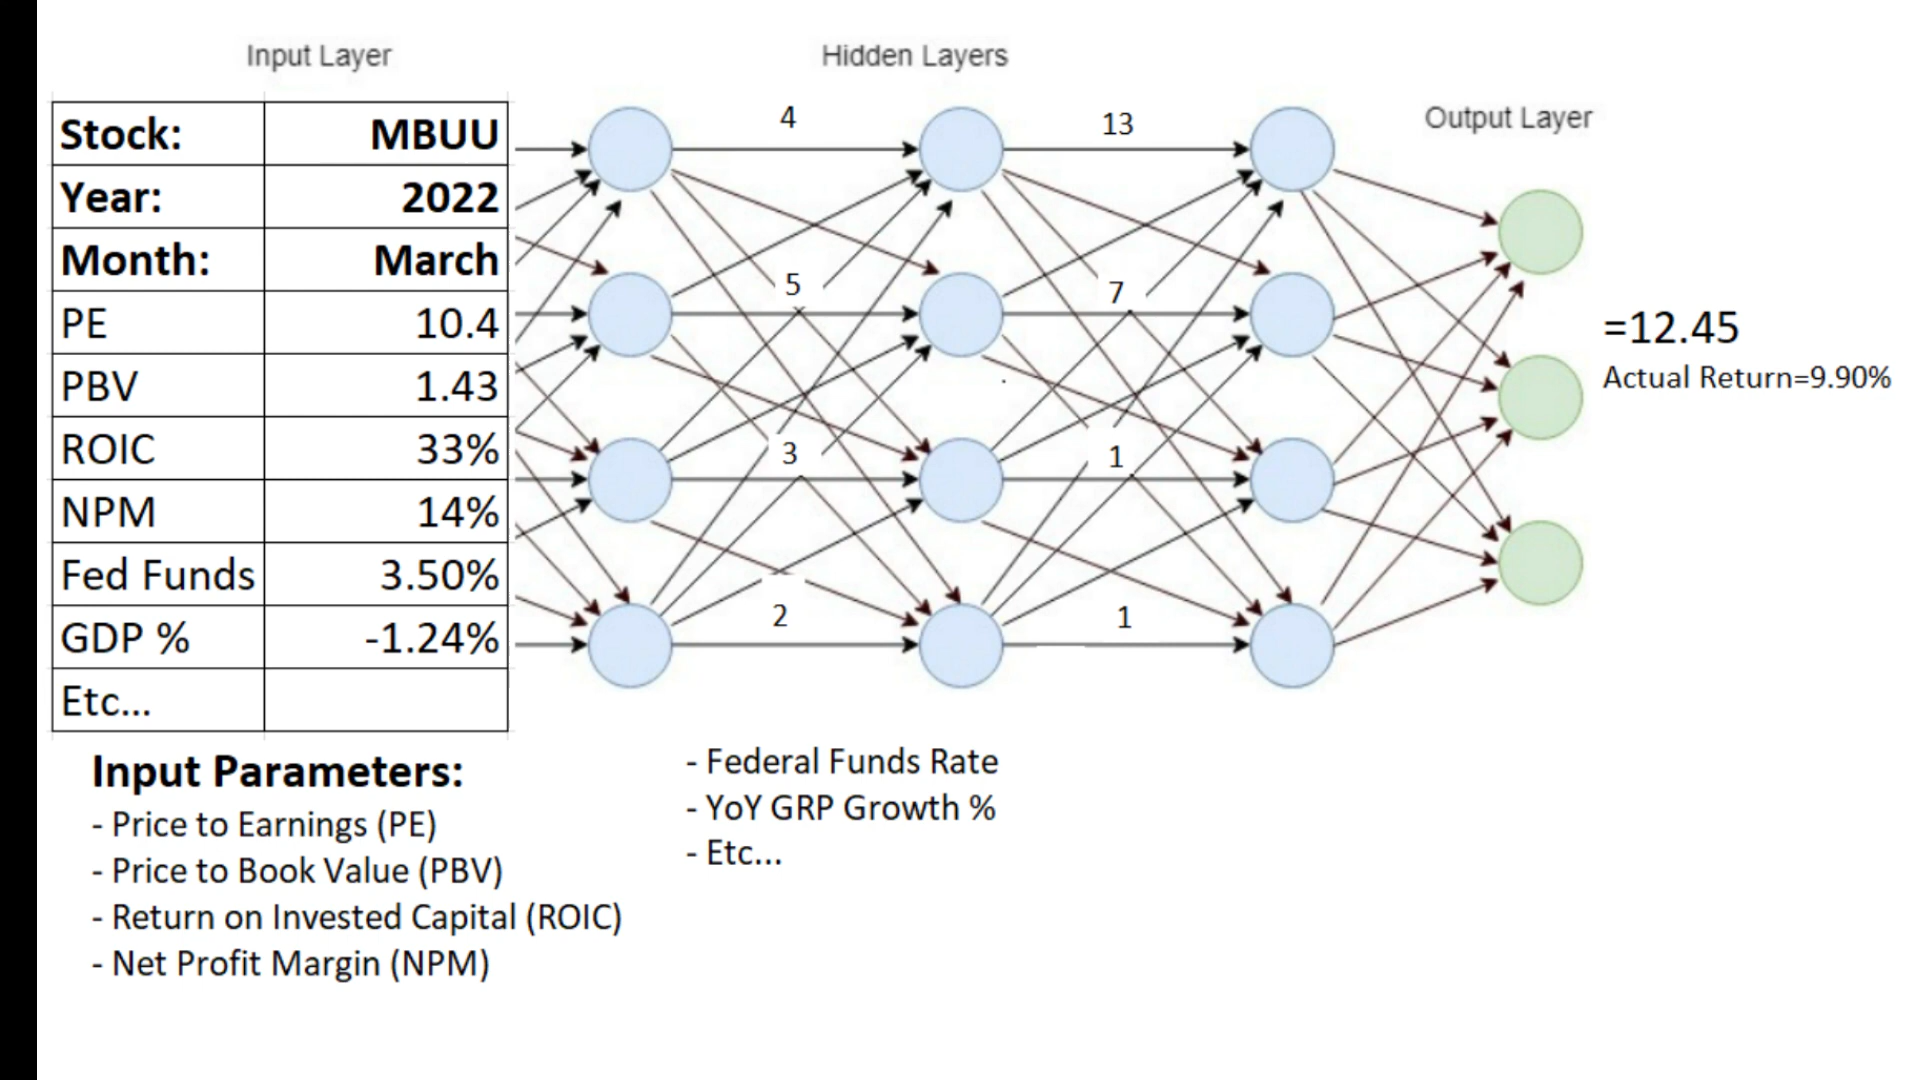 Input Layer
Hidden Layers
Output Layer
Stock: MBUU
Year: 2022
Month: March
PE 10.4
PBV 1.43
ROIC 33%
NPM 14%
Fed Funds 3.50%
GDP % -1.24%
Etc...
4
13
5
7
3
1
2
1
=12.45
Actual Return=9.90%
Input Parameters:
- Price to Earnings (PE)
- Price to Book Value (PBV)
- Return on Invested Capital (ROIC)
- Net Profit Margin (NPM)
- Federal Funds Rate
- YoY GRP Growth %
- Etc...